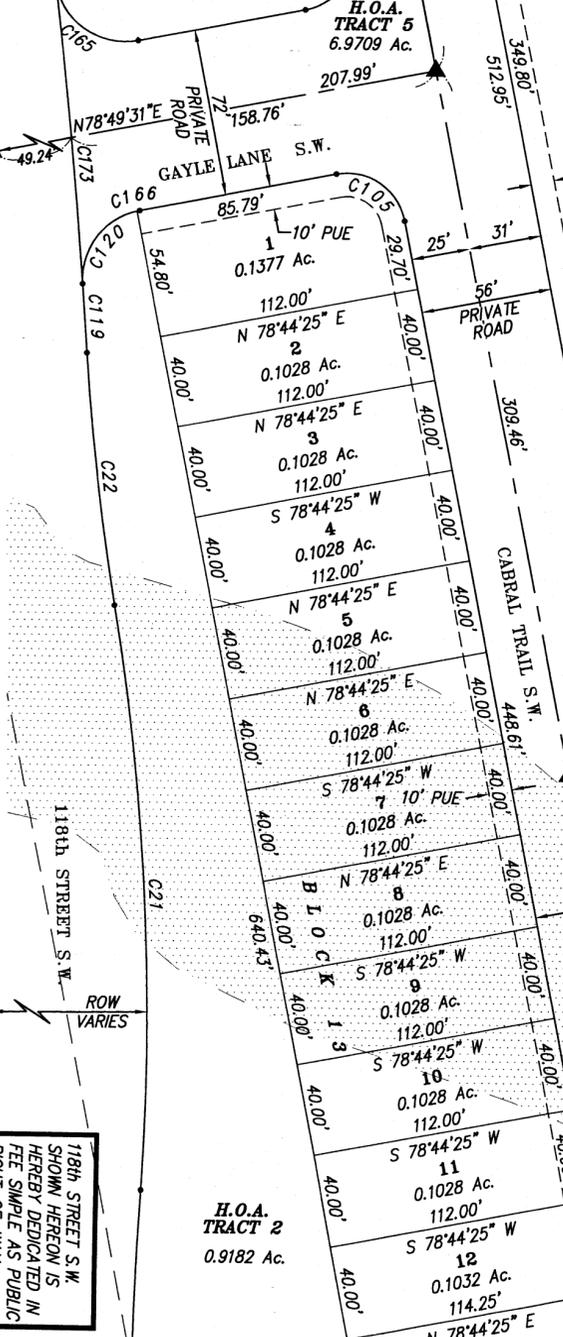 H.O.A.
TRACT 5
6.9709 Ac.
C165
207.99'
349.80'
512.95'
N78°49'31"E
PRIVATE
ROAD
72'
158.76'
49.24'
C173
GAYLE LANE S.W.
C166
C105
85.79'
10' PUE
C120
1
0.1377 Ac.
54.80'
29.70'
25'
31'
112.00'
56'
PRIVATE
ROAD
C119
N 78°44'25" E
2
0.1028 Ac.
112.00'
40.00'
40.00'
N 78°44'25" E
3
0.1028 Ac.
112.00'
40.00'
40.00'
309.46'
C22
S 78°44'25" W
4
0.1028 Ac.
112.00'
40.00'
40.00'
CABRAL TRAIL S.W.
N 78°44'25" E
5
0.1028 Ac.
112.00'
40.00'
40.00'
N 78°44'25" E
6
0.1028 Ac.
112.00'
40.00'
40.00'
448.61'
S 78°44'25" W
7 10' PUE
0.1028 Ac.
112.00'
40.00'
40.00'
118th STREET S.W.
C21
N 78°44'25" E
8
0.1028 Ac.
112.00'
40.00'
40.00'
640.43'
BLOCK 13
S 78°44'25" W
9
0.1028 Ac.
112.00'
40.00'
40.00'
ROW
VARIES
S 78°44'25" W
10
0.1028 Ac.
112.00'
40.00'
40.00'
S 78°44'25" W
11
0.1028 Ac.
112.00'
40.00'
118th STREET S.W.
SHOWN HEREON IS
HEREBY DEDICATED IN
FEE SIMPLE AS PUBLIC
H.O.A.
TRACT 2
0.9182 Ac.
S 78°44'25" W
12
0.1032 Ac.
114.25'
40.00'
N 78°44'25" E